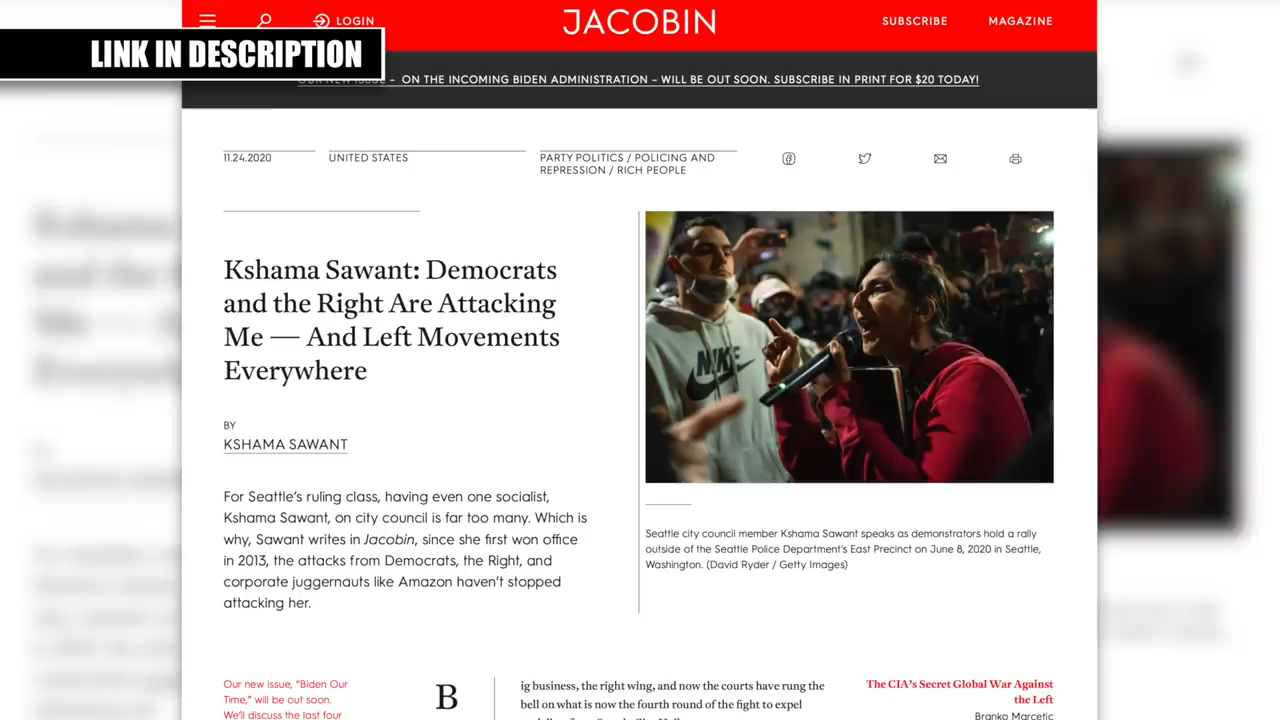 LOGIN
JACOBIN
SUBSCRIBE
MAGAZINE
LINK IN DESCRIPTION
OUR NEW ISSUE – ON THE INCOMING BIDEN ADMINISTRATION – WILL BE OUT SOON. SUBSCRIBE IN PRINT FOR $20 TODAY!
11.24.2020
UNITED STATES
PARTY POLITICS / POLICING AND
REPRESSION / RICH PEOPLE
Kshama Sawant: Democrats
and the Right Are Attacking
Me — And Left Movements
Everywhere
BY
KSHAMA SAWANT
For Seattle's ruling class, having even one socialist,
Kshama Sawant, on city council is far too many. Which is
why, Sawant writes in Jacobin, since she first won office
in 2013, the attacks from Democrats, the Right, and
corporate juggernauts like Amazon haven't stopped
attacking her.
NIKE
Seattle city council member Kshama Sawant speaks as demonstrators hold a rally
outside of the Seattle Police Department's East Precinct on June 8, 2020 in Seattle,
Washington. (David Ryder / Getty Images)
Our new issue, "Biden Our
Time," will be out soon.
We'll discuss the last four
B
ig business, the right wing, and now the courts have rung the
bell on what is now the fourth round of the fight to expel
The CIA's Secret Global War Against
the Left
Branko Marcetic